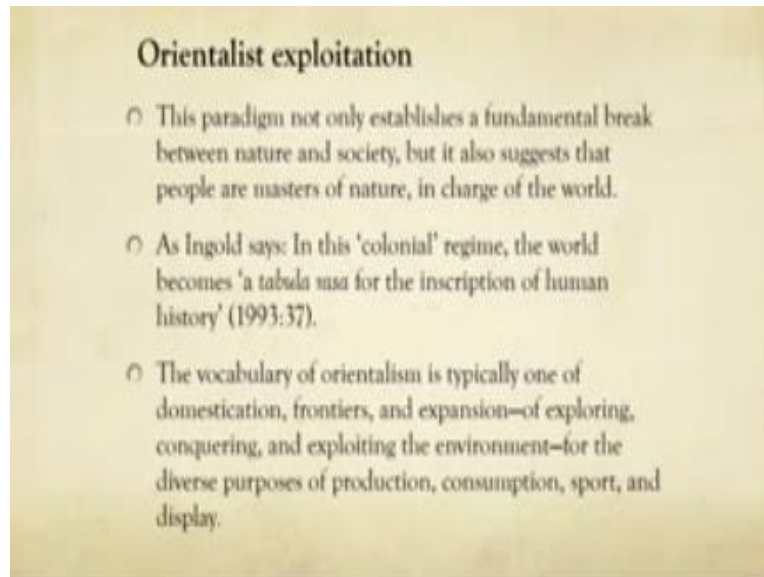 Orientalist exploitation
This paradigm not only establishes a fundamental break
between nature and society, but it also suggests that
people are masters of nature, in charge of the world.
As Ingold says: In this 'colonial' regime, the world
becomes 'a tabula rasa for the inscription of human
history' (1993:37).
The vocabulary of orientalism is typically one of
domestication, frontiers, and expansion—of exploring,
conquering, and exploiting the environment—for the
diverse purposes of production, consumption, sport, and
display.